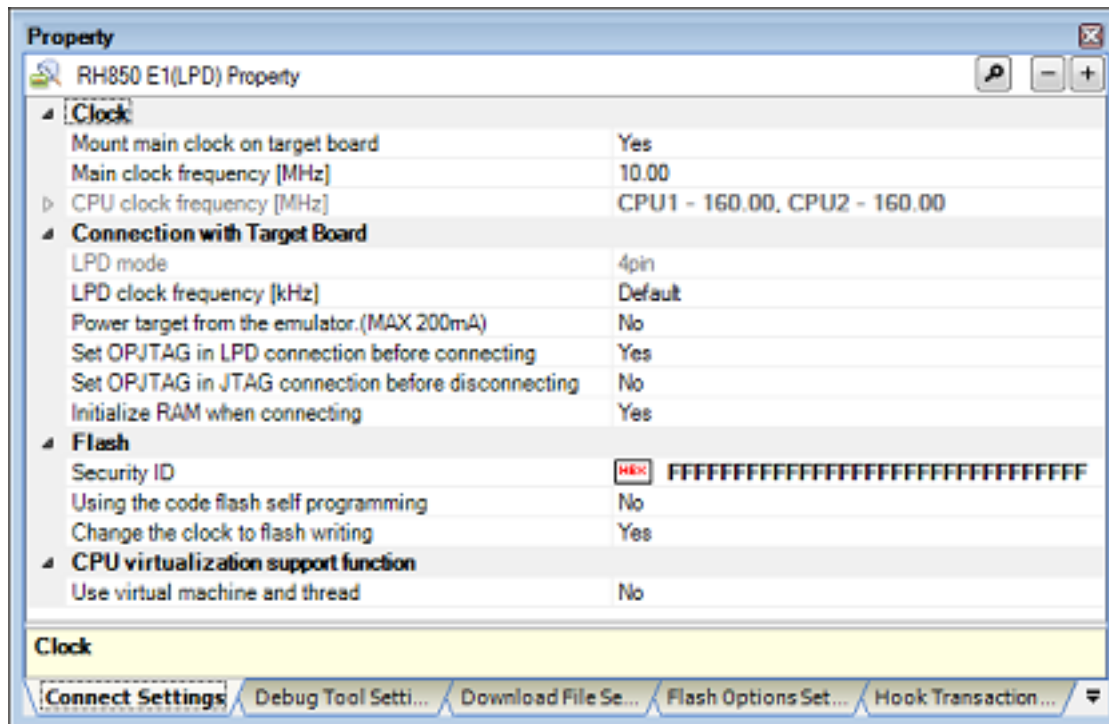 Property
RH850 E1(LPD) Property
Clock
Mount main clock on target board Yes
Main clock frequency [MHz] 10.00
CPU clock frequency [MHz] CPU1 - 160.00, CPU2 - 160.00
Connection with Target Board
LPD mode 4pin
LPD clock frequency [kHz] Default
Power target from the emulator.(MAX 200mA) No
Set OPJTAG in LPD connection before connecting Yes
Set OPJTAG in JTAG connection before disconnecting No
Initialize RAM when connecting Yes
Flash
Security ID HEX FFFFFFFFFFFFFFFFFFFFFFFFFFFFFFFF
Using the code flash self programming No
Change the clock to flash writing Yes
CPU virtualization support function
Use virtual machine and thread No
Clock
Connect Settings Debug Tool Setti... Download File Se... Flash Options Set... Hook Transaction...